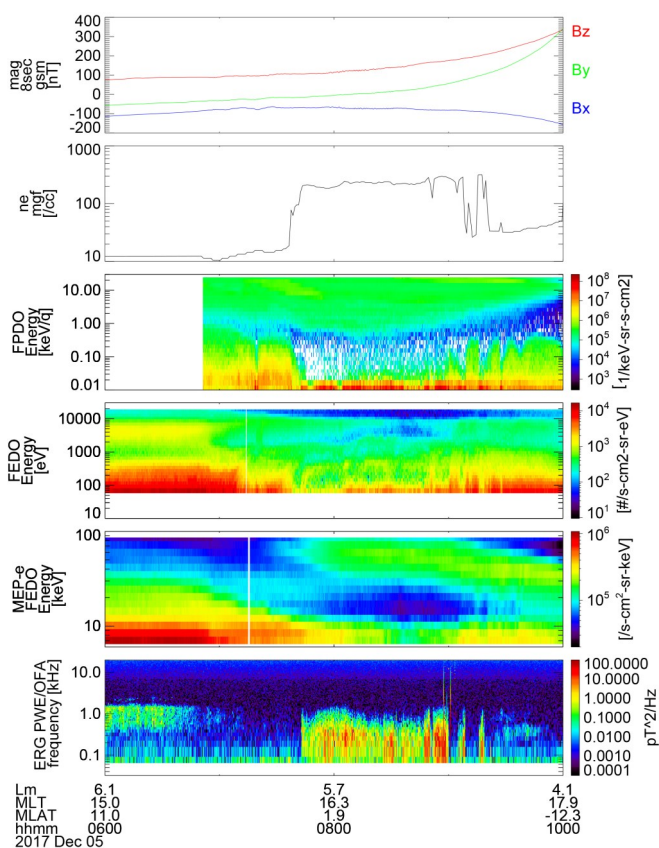 400
300
200
100
0
-100
-200
mag
8sec
gsm
[nT]
Bz
By
Bx
1000
100
10
ne
mgf
[/cc]
10.00
1.00
0.10
0.01
FPDO
Energy
[keV/q]
10^8
10^7
10^6
10^5
10^4
10^3
[1/keV-sr-s-cm2]
10000
1000
100
10
FEDO
Energy
[eV]
10^4
10^3
10^2
10^1
[#/s-cm2-sr-eV]
100
10
MEP-e
FEDO
Energy
[keV]
10^6
10^5
[/s-cm^2-sr-keV]
10.0
1.0
0.1
ERG PWE/OFA
frequency [kHz]
100.0000
10.0000
1.0000
0.1000
0.0100
0.0010
0.0001
pT^2/Hz
Lm 6.1 5.7 4.1
MLT 15.0 16.3 17.9
MLAT 11.0 1.9 -12.3
hhmm 0600 0800 1000
2017 Dec 05